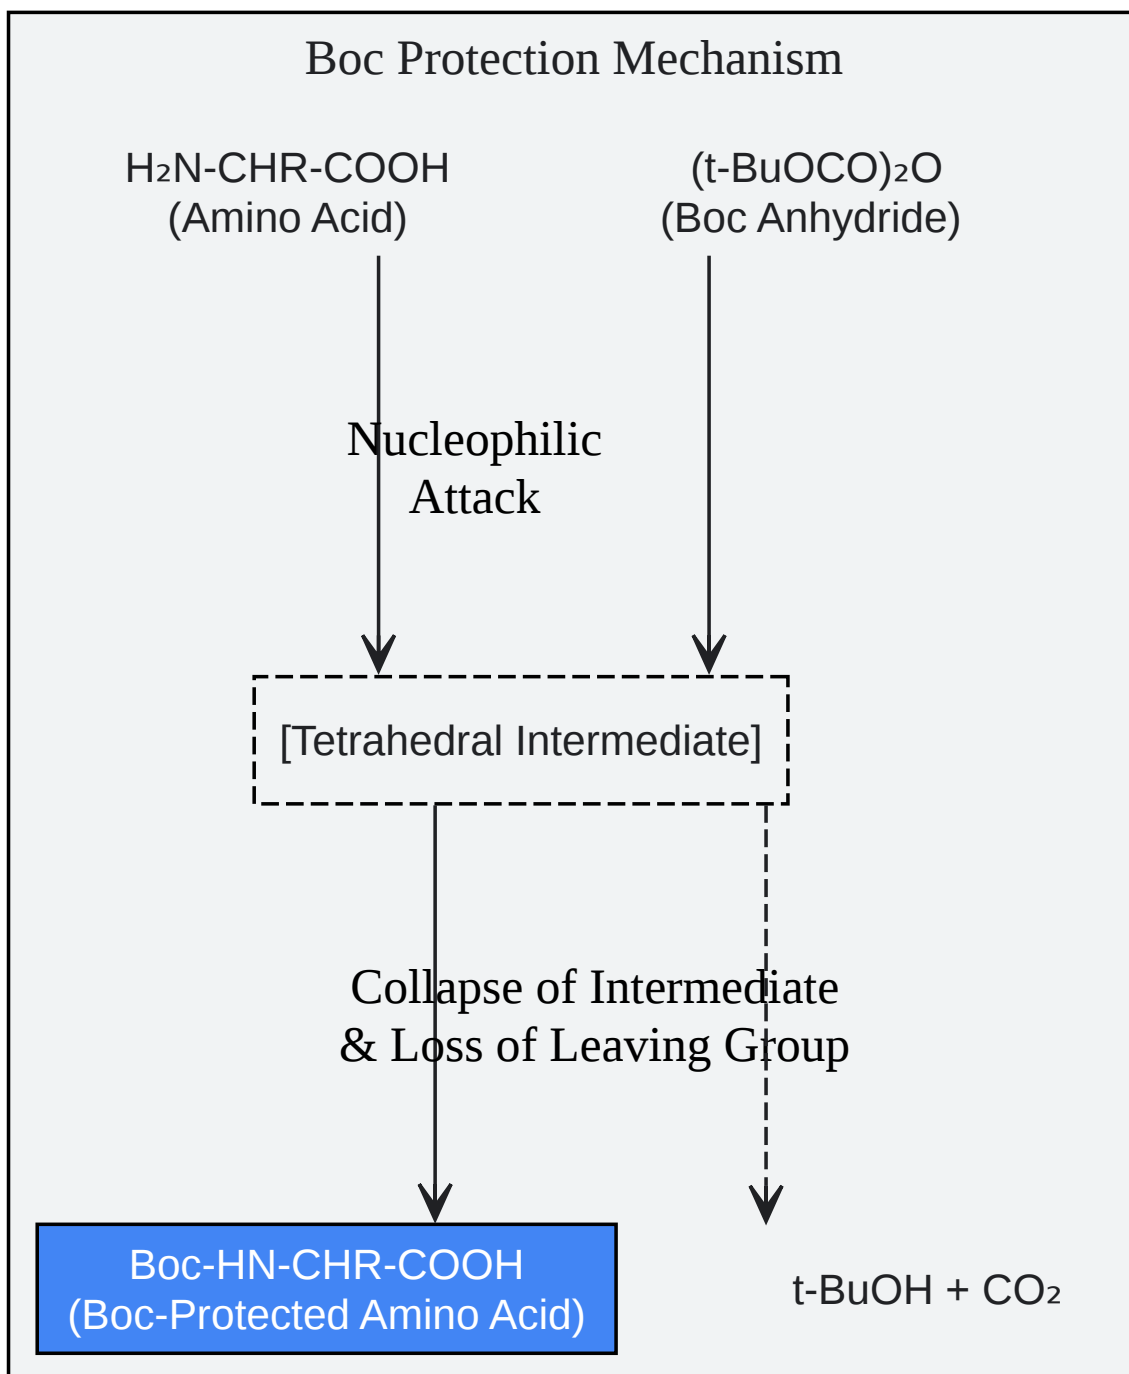 Boc Protection Mechanism
H₂N-CHR-COOH
(Amino Acid)
(t-BuOCO)₂O
(Boc Anhydride)
Nucleophilic
Attack
[Tetrahedral Intermediate]
Collapse of Intermediate
& Loss of Leaving Group
Boc-HN-CHR-COOH
(Boc-Protected Amino Acid)
t-BuOH + CO₂